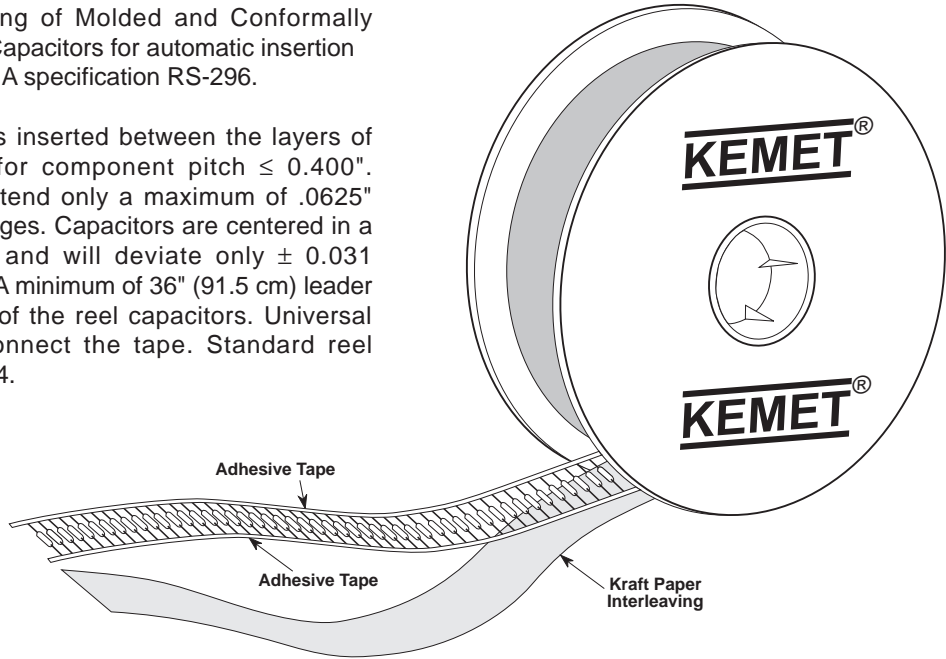 ng of Molded and Conformally
Capacitors for automatic insertion
A specification RS-296.
s inserted between the layers of
for component pitch ≤ 0.400".
tend only a maximum of .0625"
ges. Capacitors are centered in a
and will deviate only ± 0.031
A minimum of 36" (91.5 cm) leader
of the reel capacitors. Universal
onnect the tape. Standard reel
4.
KEMET®
KEMET®
Adhesive Tape
Adhesive Tape
Kraft Paper
Interleaving